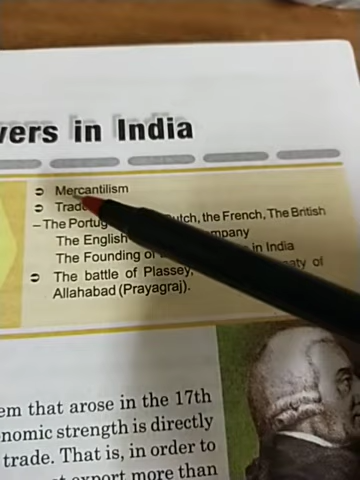 vers in India
Mercantilism
Trade
– The Portug utch, the French, The British
The English mpany
The Founding of in India
The battle of Plassey, aty of
Allahabad (Prayagraj).
em that arose in the 17th
nomic strength is directly
trade. That is, in order to
export more than